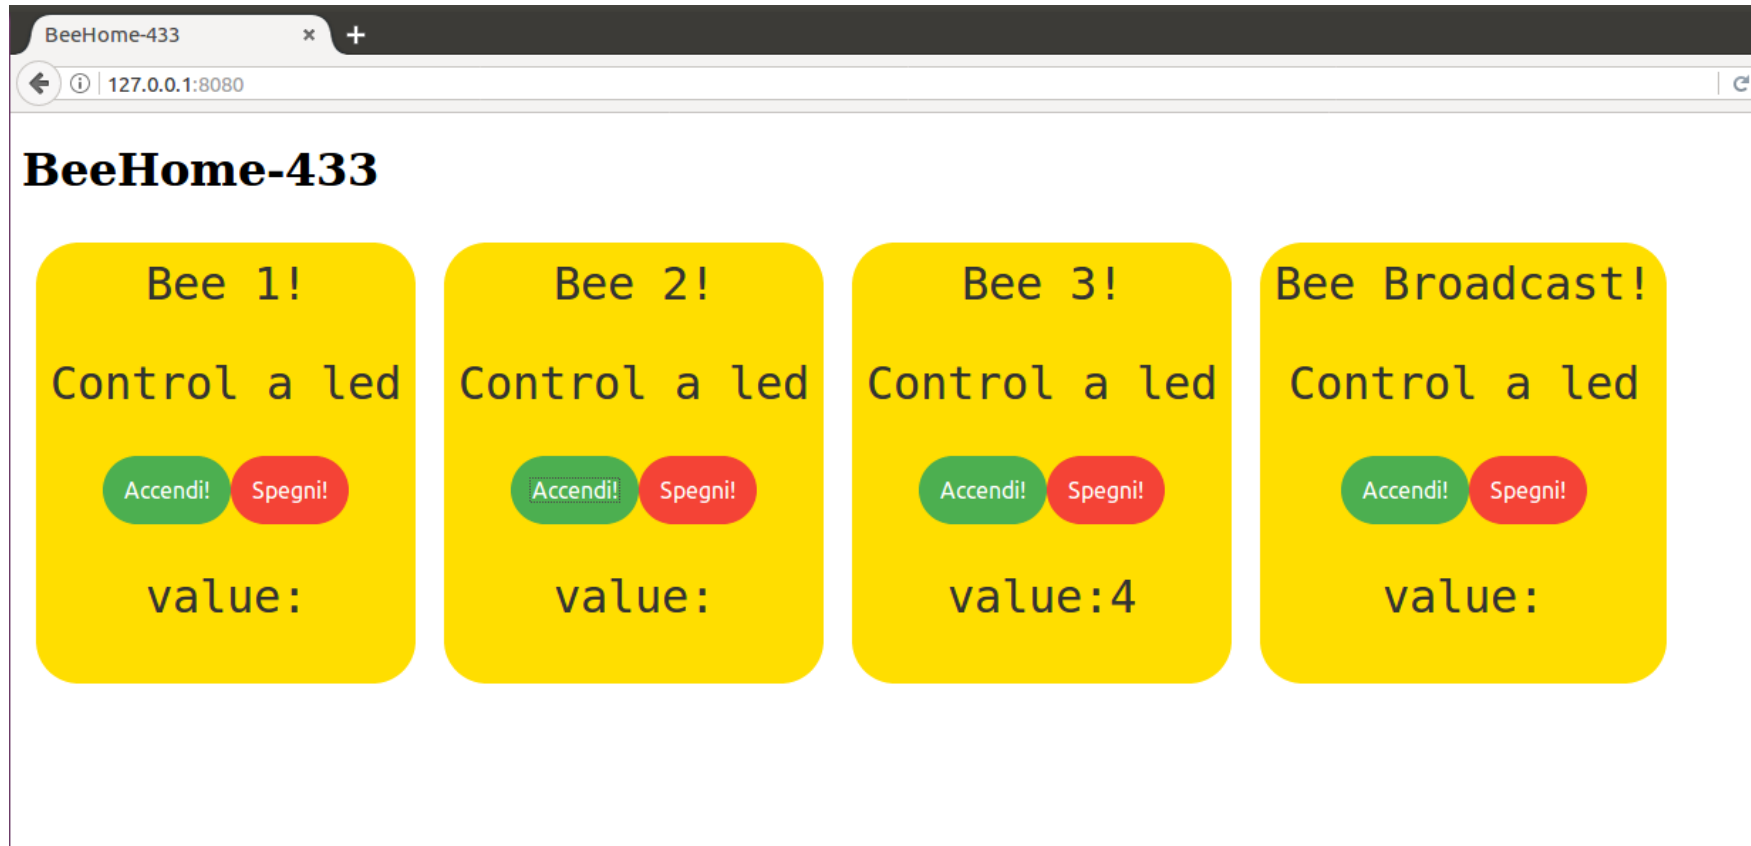 BeeHome-433
127.0.0.1:8080
BeeHome-433
Bee 1!
Control a led
Accendi! Spegni!
value:
Bee 2!
Control a led
Accendi! Spegni!
value:
Bee 3!
Control a led
Accendi! Spegni!
value:4
Bee Broadcast!
Control a led
Accendi! Spegni!
value: